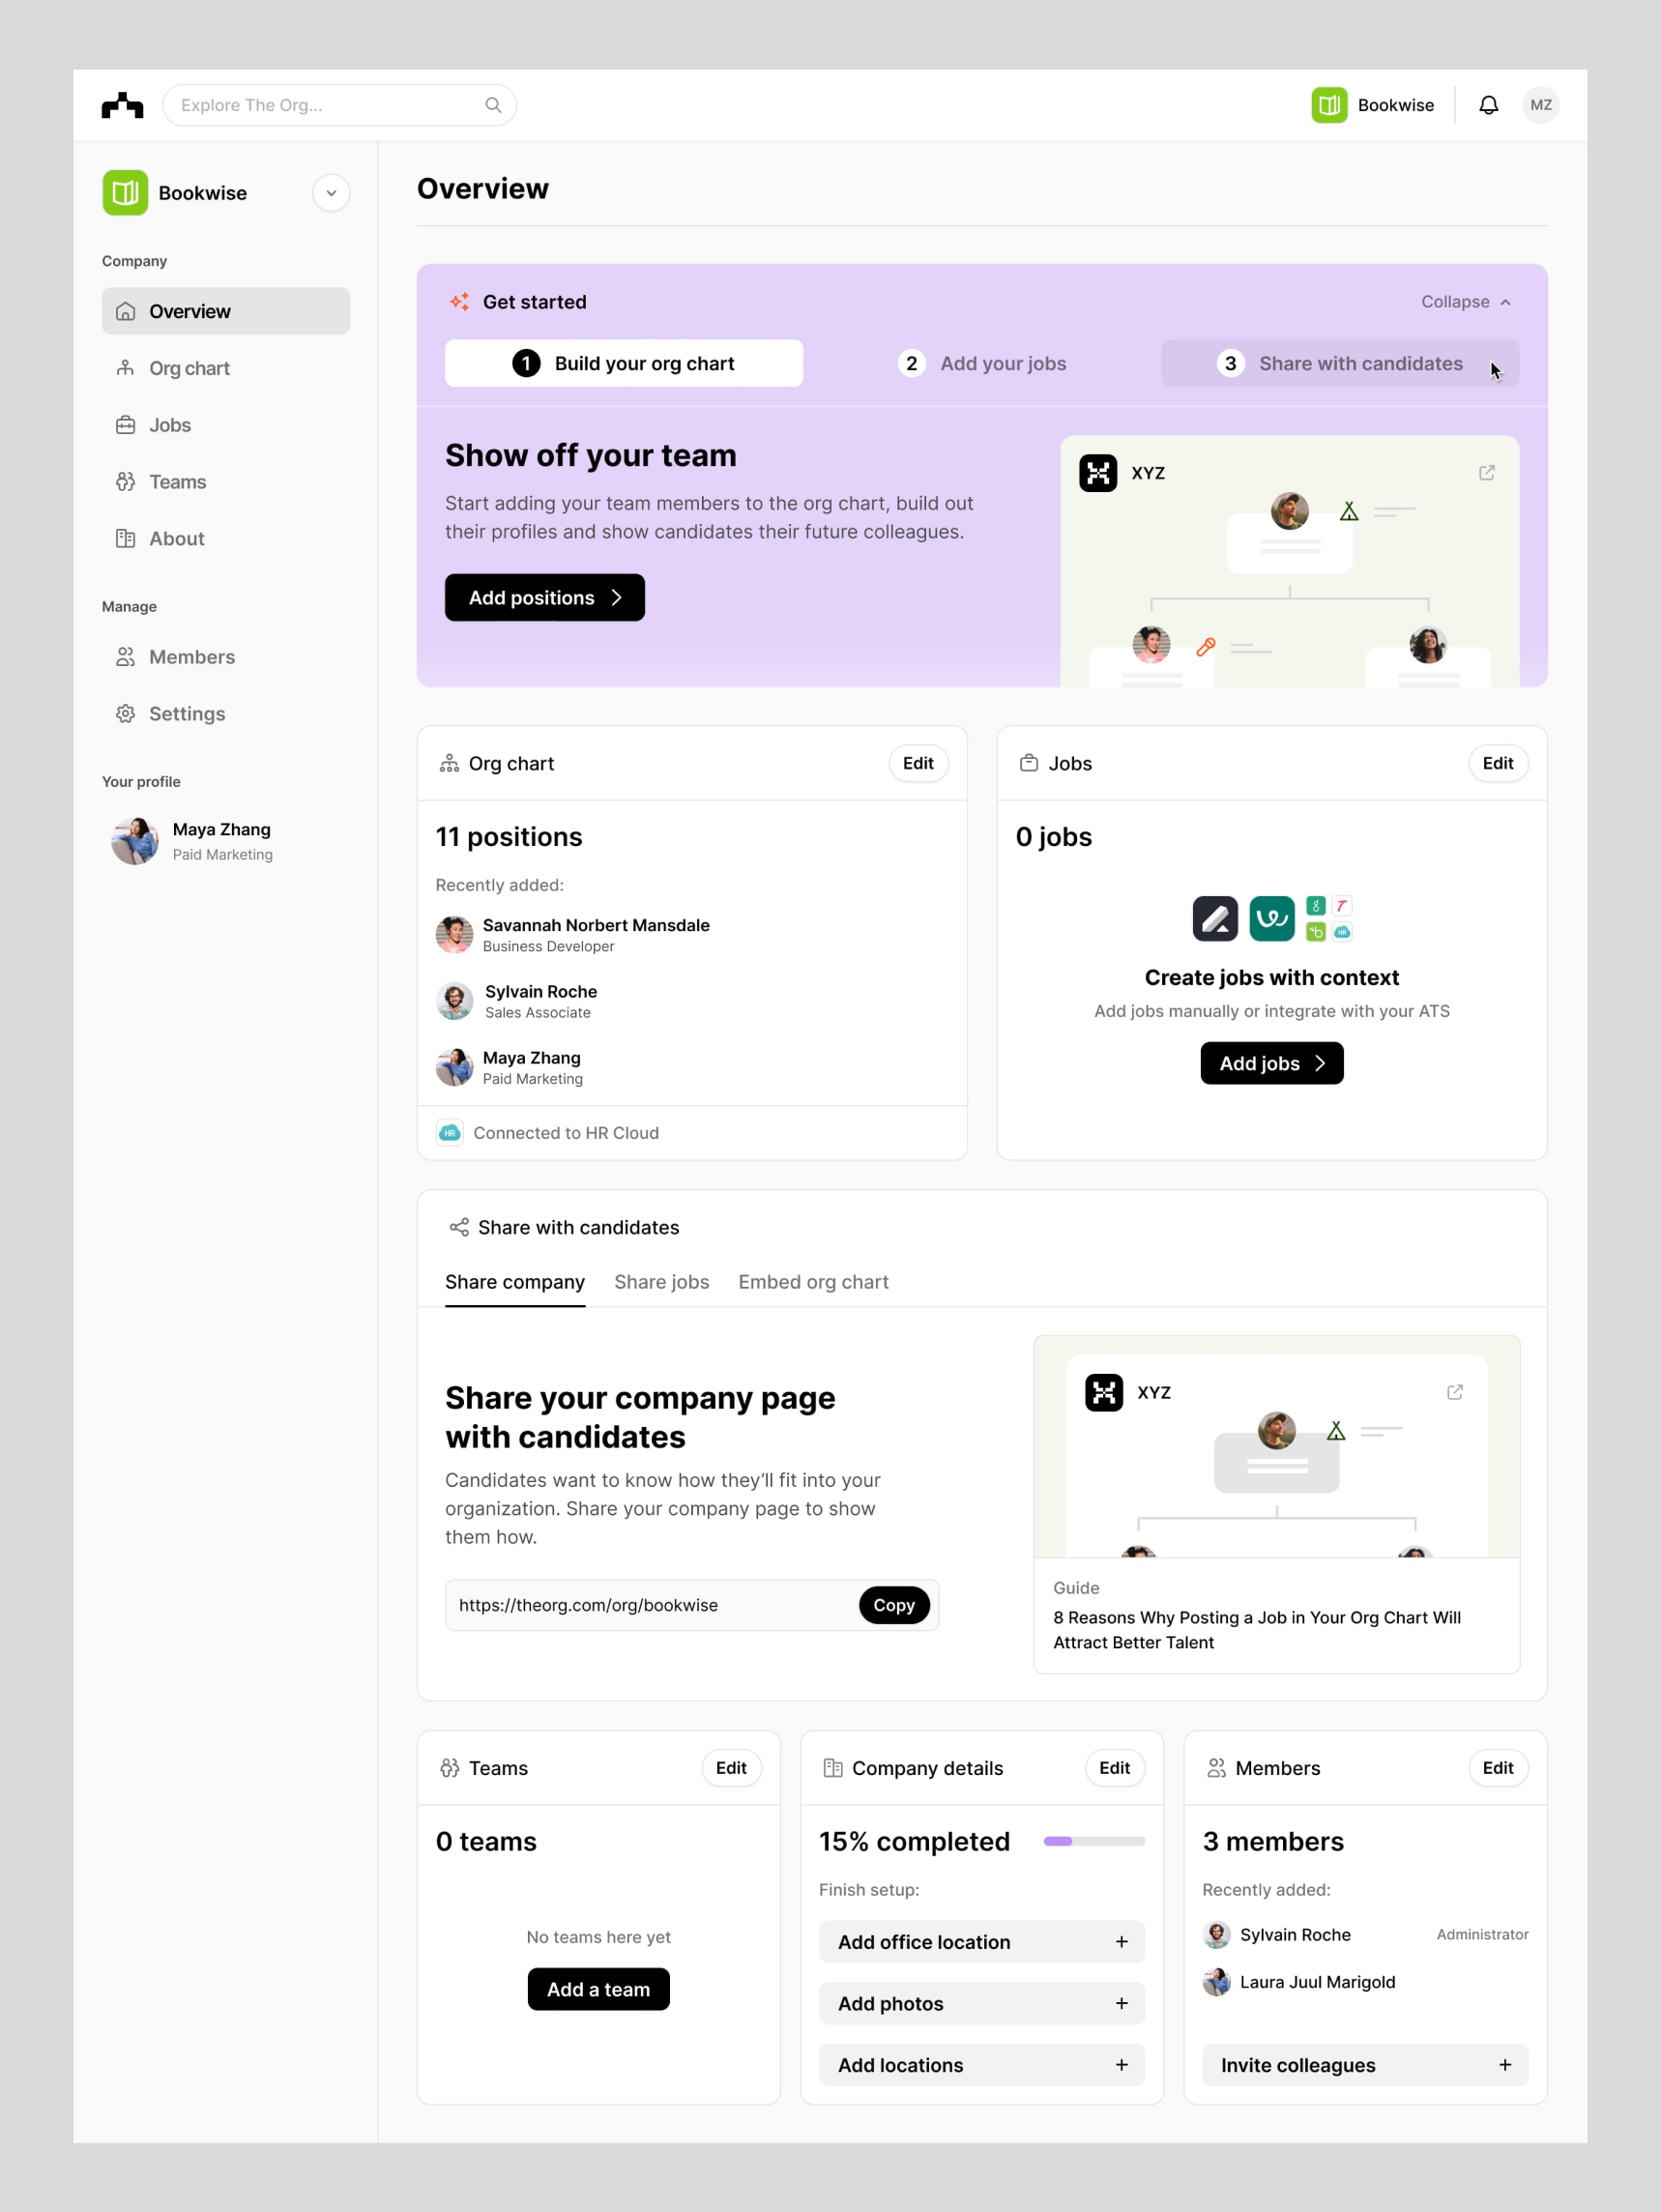 Explore The Org...
Bookwise
MZ
Bookwise
Company
Overview
Org chart
Jobs
Teams
About
Manage
Members
Settings
Your profile
Maya Zhang
Paid Marketing
Overview
Get started
Collapse
1 Build your org chart
2 Add your jobs
3 Share with candidates
Show off your team
Start adding your team members to the org chart, build out
their profiles and show candidates their future colleagues.
Add positions
XYZ
Org chart
Edit
11 positions
Recently added:
Savannah Norbert Mansdale
Business Developer
Sylvain Roche
Sales Associate
Maya Zhang
Paid Marketing
HR
Connected to HR Cloud
Jobs
Edit
0 jobs
HR
Create jobs with context
Add jobs manually or integrate with your ATS
Add jobs
Share with candidates
Share company
Share jobs
Embed org chart
Share your company page
with candidates
Candidates want to know how they’ll fit into your
organization. Share your company page to show
them how.
https://theorg.com/org/bookwise
Copy
XYZ
Guide
8 Reasons Why Posting a Job in Your Org Chart Will
Attract Better Talent
Teams
Edit
0 teams
No teams here yet
Add a team
Company details
Edit
15% completed
Finish setup:
Add office location
Add photos
Add locations
Members
Edit
3 members
Recently added:
Sylvain Roche
Administrator
Laura Juul Marigold
Invite colleagues